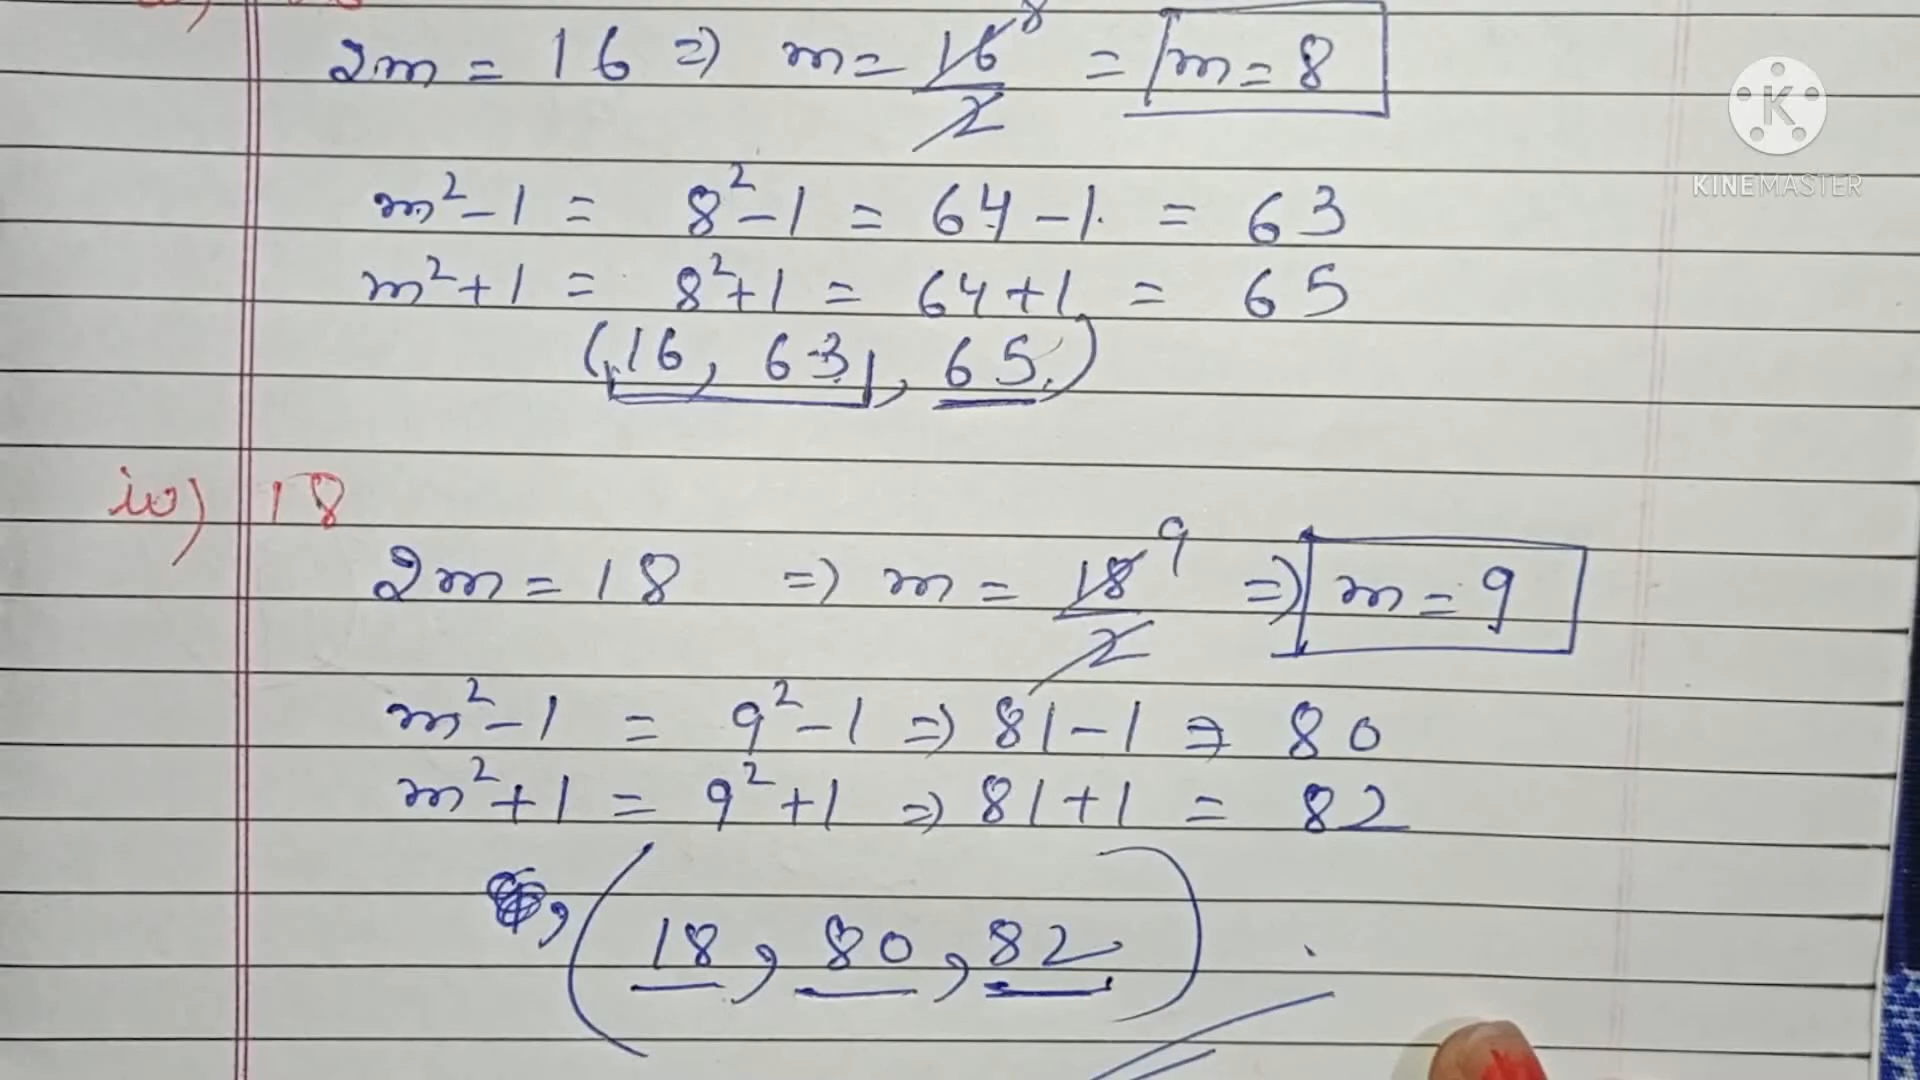 2m = 16 => m = 16/2 8 = m = 8
KINEMASTER
m²-1 = 8²-1 = 64-1 = 63
m²+1 = 8²+1 = 64+1 = 65
(16, 63, 65)
iv) 18
2m = 18 => m = 18/2 9 => m = 9
m²-1 = 9²-1 => 81-1 => 80
m²+1 = 9²+1 => 81+1 = 82
(18, 80, 82)